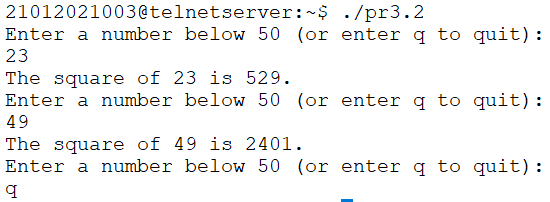 21012021003@telnetserver:~$ ./pr3.2
Enter a number below 50 (or enter q to quit):
23
The square of 23 is 529.
Enter a number below 50 (or enter q to quit):
49
The square of 49 is 2401.
Enter a number below 50 (or enter q to quit):
q